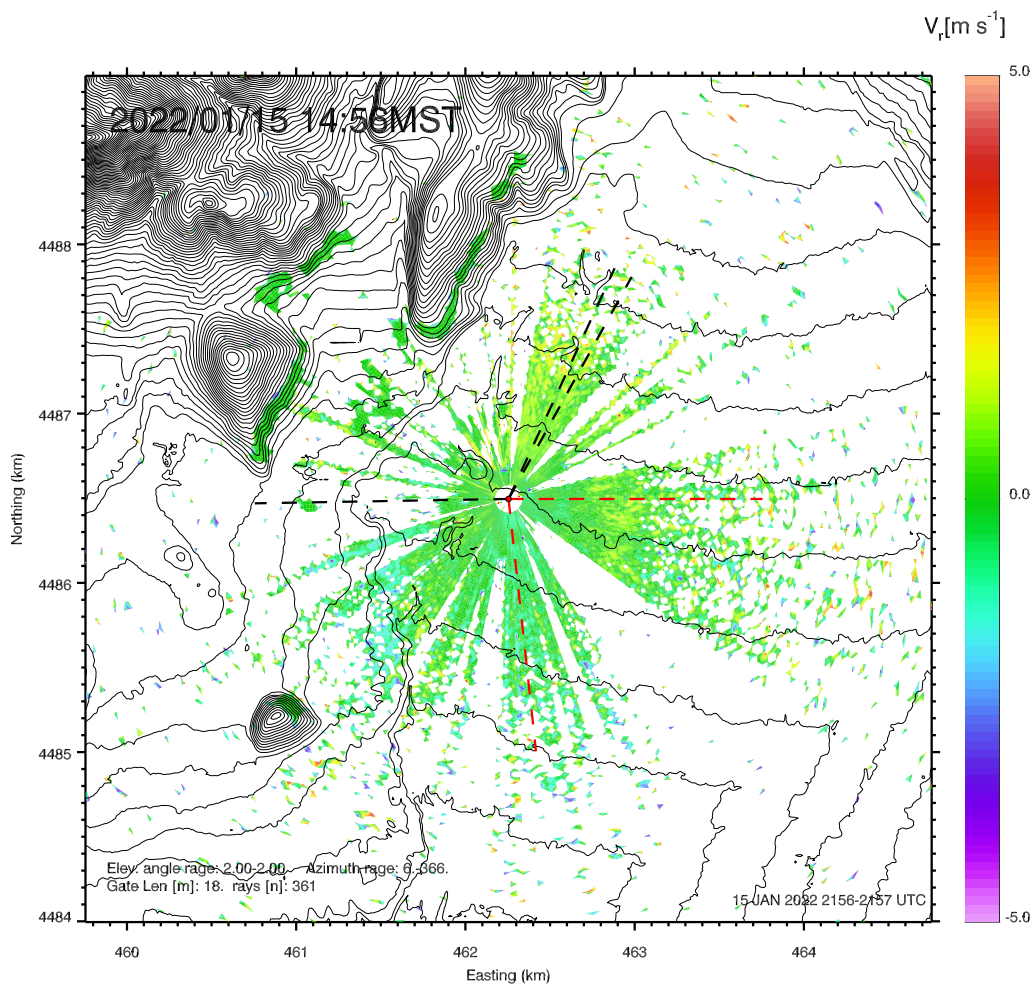 Vr[m s-1]
5.0
2022/01/15 14:56MST
4488
4487
Northing (km)
0.0
4486
4485
Elev. angle rage: 2.00-2.00 Azimuth rage: 6.-366.
Gate Len [m]: 18. rays [n]: 361
15 JAN 2022 2156-2157 UTC
4484
-5.0
460 461 462 463 464
Easting (km)